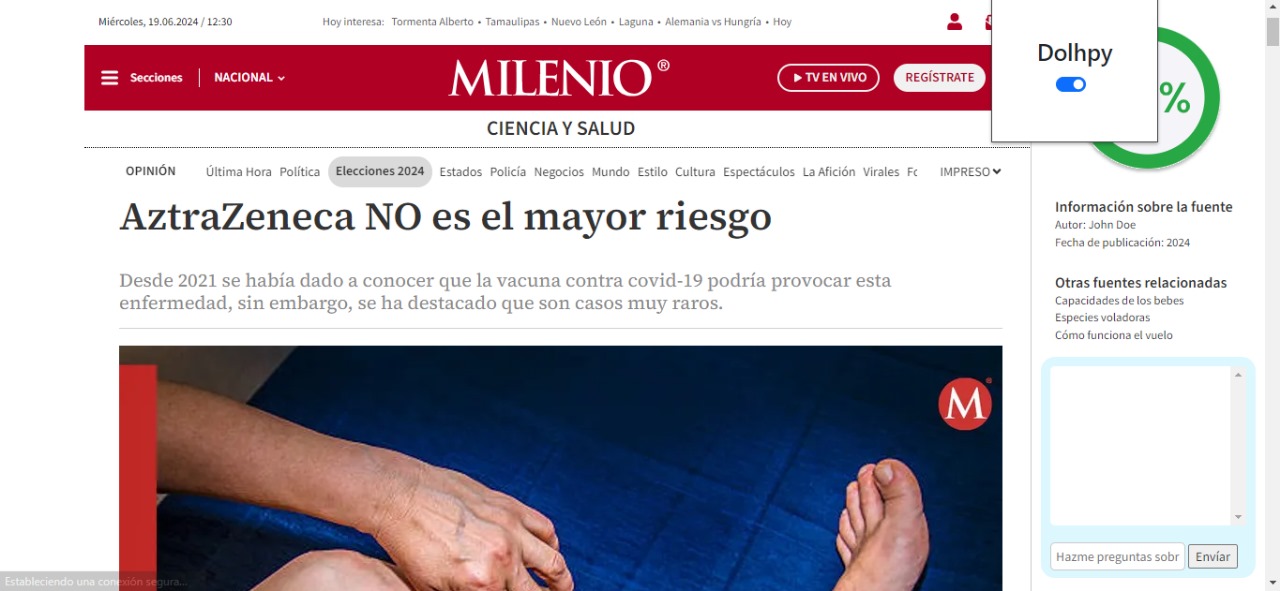 Miércoles, 19.06.2024 / 12:30
Hoy interesa: Tormenta Alberto • Tamaulipas • Nuevo León • Laguna • Alemania vs Hungría • Hoy
Dolhpy
%
Secciones
NACIONAL
MILENIO®
TV EN VIVO
REGÍSTRATE
CIENCIA Y SALUD
OPINIÓN
Última Hora Política Elecciones 2024 Estados Policía Negocios Mundo Estilo Cultura Espectáculos La Afición Virales
IMPRESO
AztraZeneca NO es el mayor riesgo
Desde 2021 se había dado a conocer que la vacuna contra covid-19 podría provocar esta
enfermedad, sin embargo, se ha destacado que son casos muy raros.
M
Estableciendo una conexión segura...
Información sobre la fuente
Autor: John Doe
Fecha de publicación: 2024
Otras fuentes relacionadas
Capacidades de los bebes
Especies voladoras
Cómo funciona el vuelo
Hazme preguntas sobr
Envíar